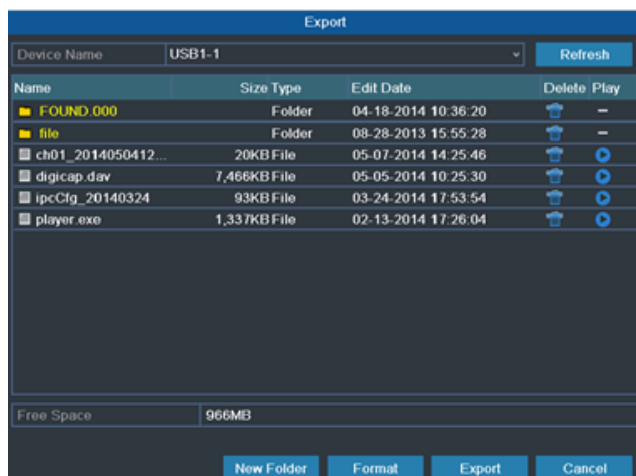 Export
Device Name USB1-1 Refresh
Name Size Type Edit Date Delete Play
FOUND.000 Folder 04-18-2014 10:36:20 —
file Folder 08-28-2013 15:55:28 —
ch01_2014050412... 20KB File 05-07-2014 14:25:46
digicap.dav 7,466KB File 05-05-2014 10:25:30
ipcCfg_20140324 93KB File 03-24-2014 17:53:54
player.exe 1,337KB File 02-13-2014 17:26:04
Free Space 966MB
New Folder Format Export Cancel